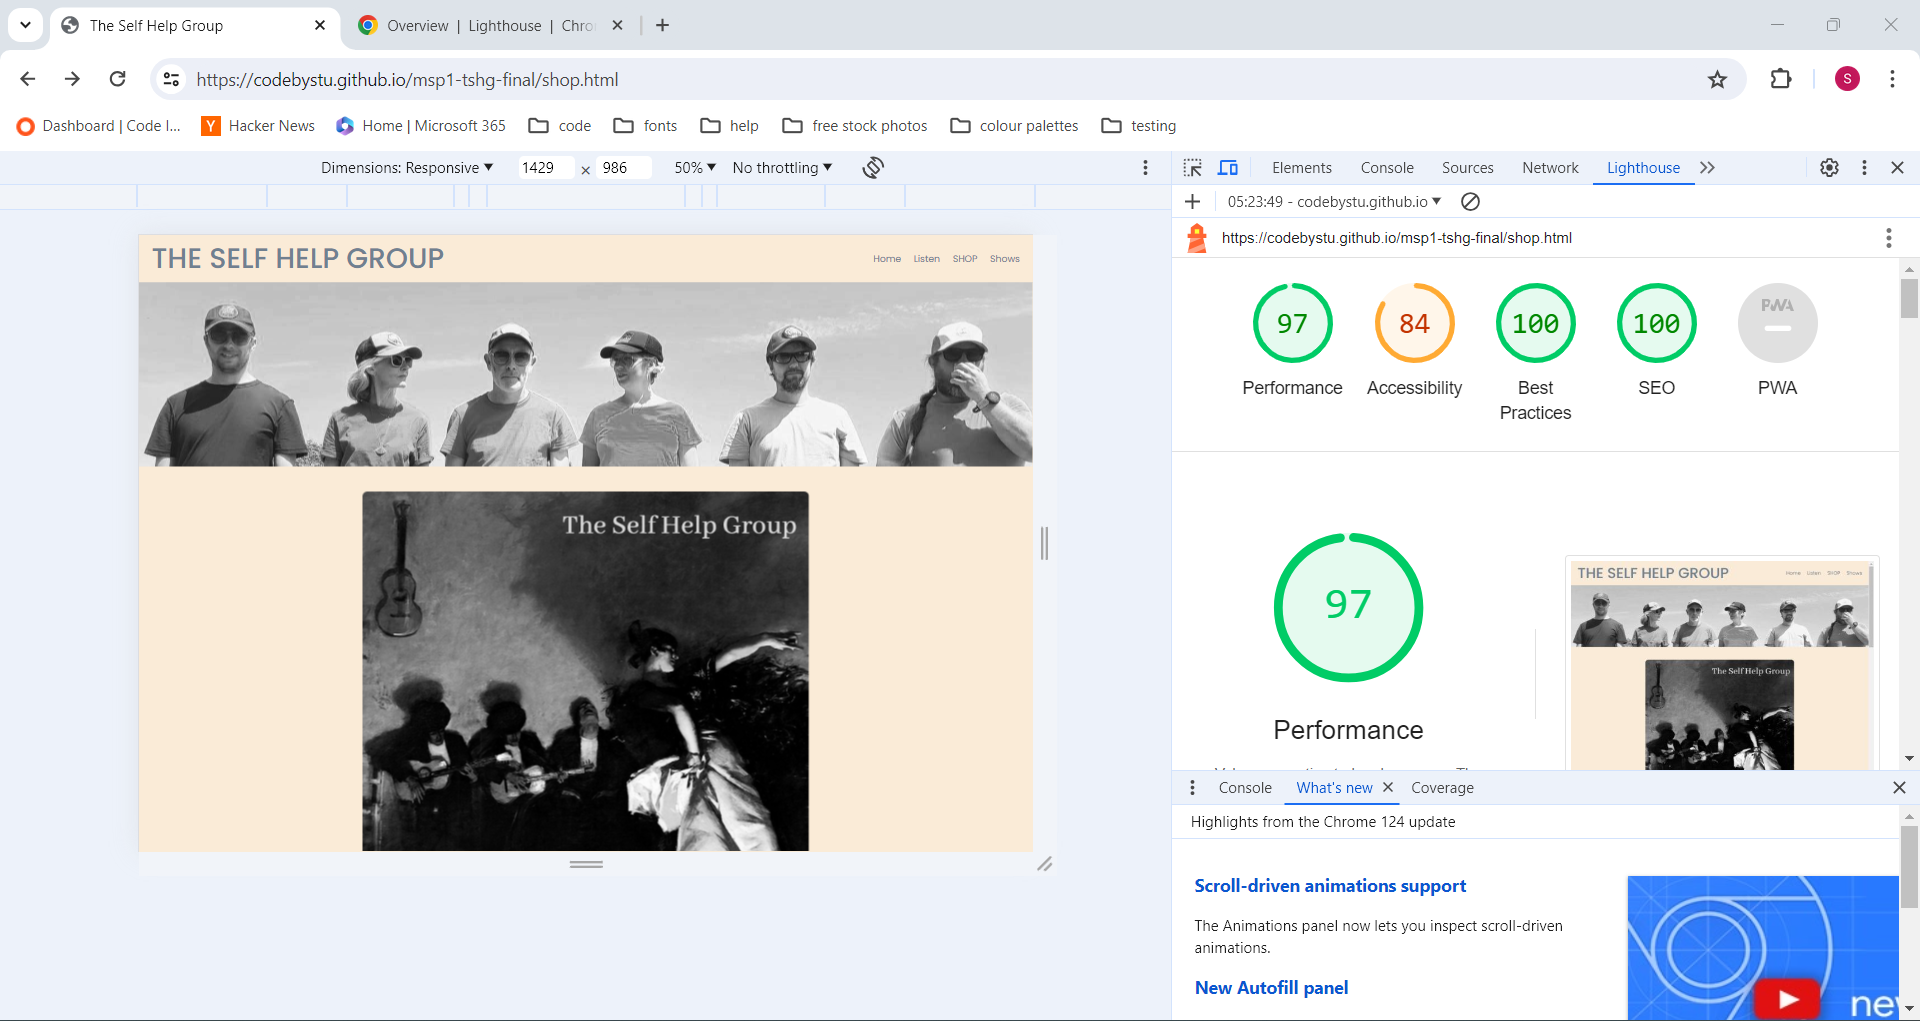 The Self Help Group
Overview | Lighthouse | Chro
https://codebystu.github.io/msp1-tshg-final/shop.html
S
Dashboard | Code I...
Y
Hacker News
Home | Microsoft 365
code
fonts
help
free stock photos
colour palettes
testing
Dimensions: Responsive
1429
x
986
50%
No throttling
Elements
Console
Sources
Network
Lighthouse
05:23:49 - codebystu.github.io
https://codebystu.github.io/msp1-tshg-final/shop.html
THE SELF HELP GROUP
Home
Listen
SHOP
Shows
The Self Help Group
97
84
100
100
PWA
Performance
Accessibility
Best
Practices
SEO
PWA
97
Performance
THE SELF HELP GROUP
Home
Listen
SHOP
Shows
The Self Help Group
Console
What's new
Coverage
Highlights from the Chrome 124 update
Scroll-driven animations support
The Animations panel now lets you inspect scroll-driven
animations.
New Autofill panel
new